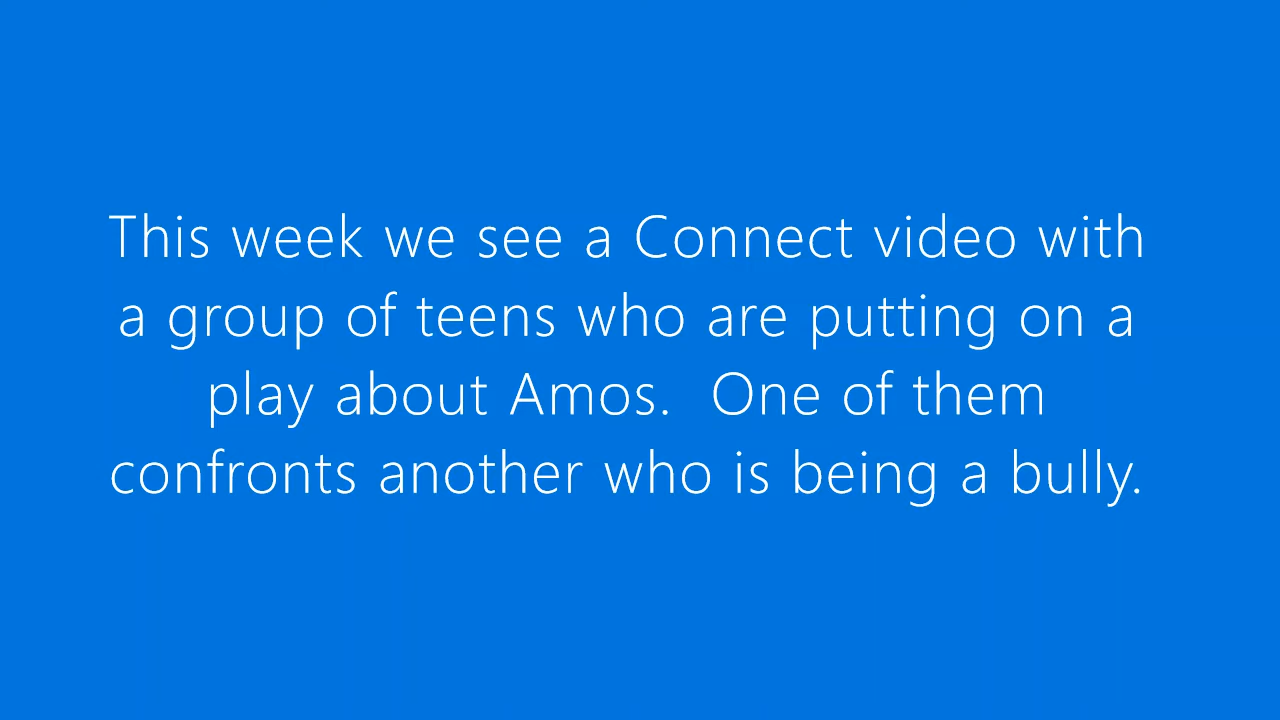 This week we see a Connect video with
a group of teens who are putting on a
play about Amos.  One of them
confronts another who is being a bully.